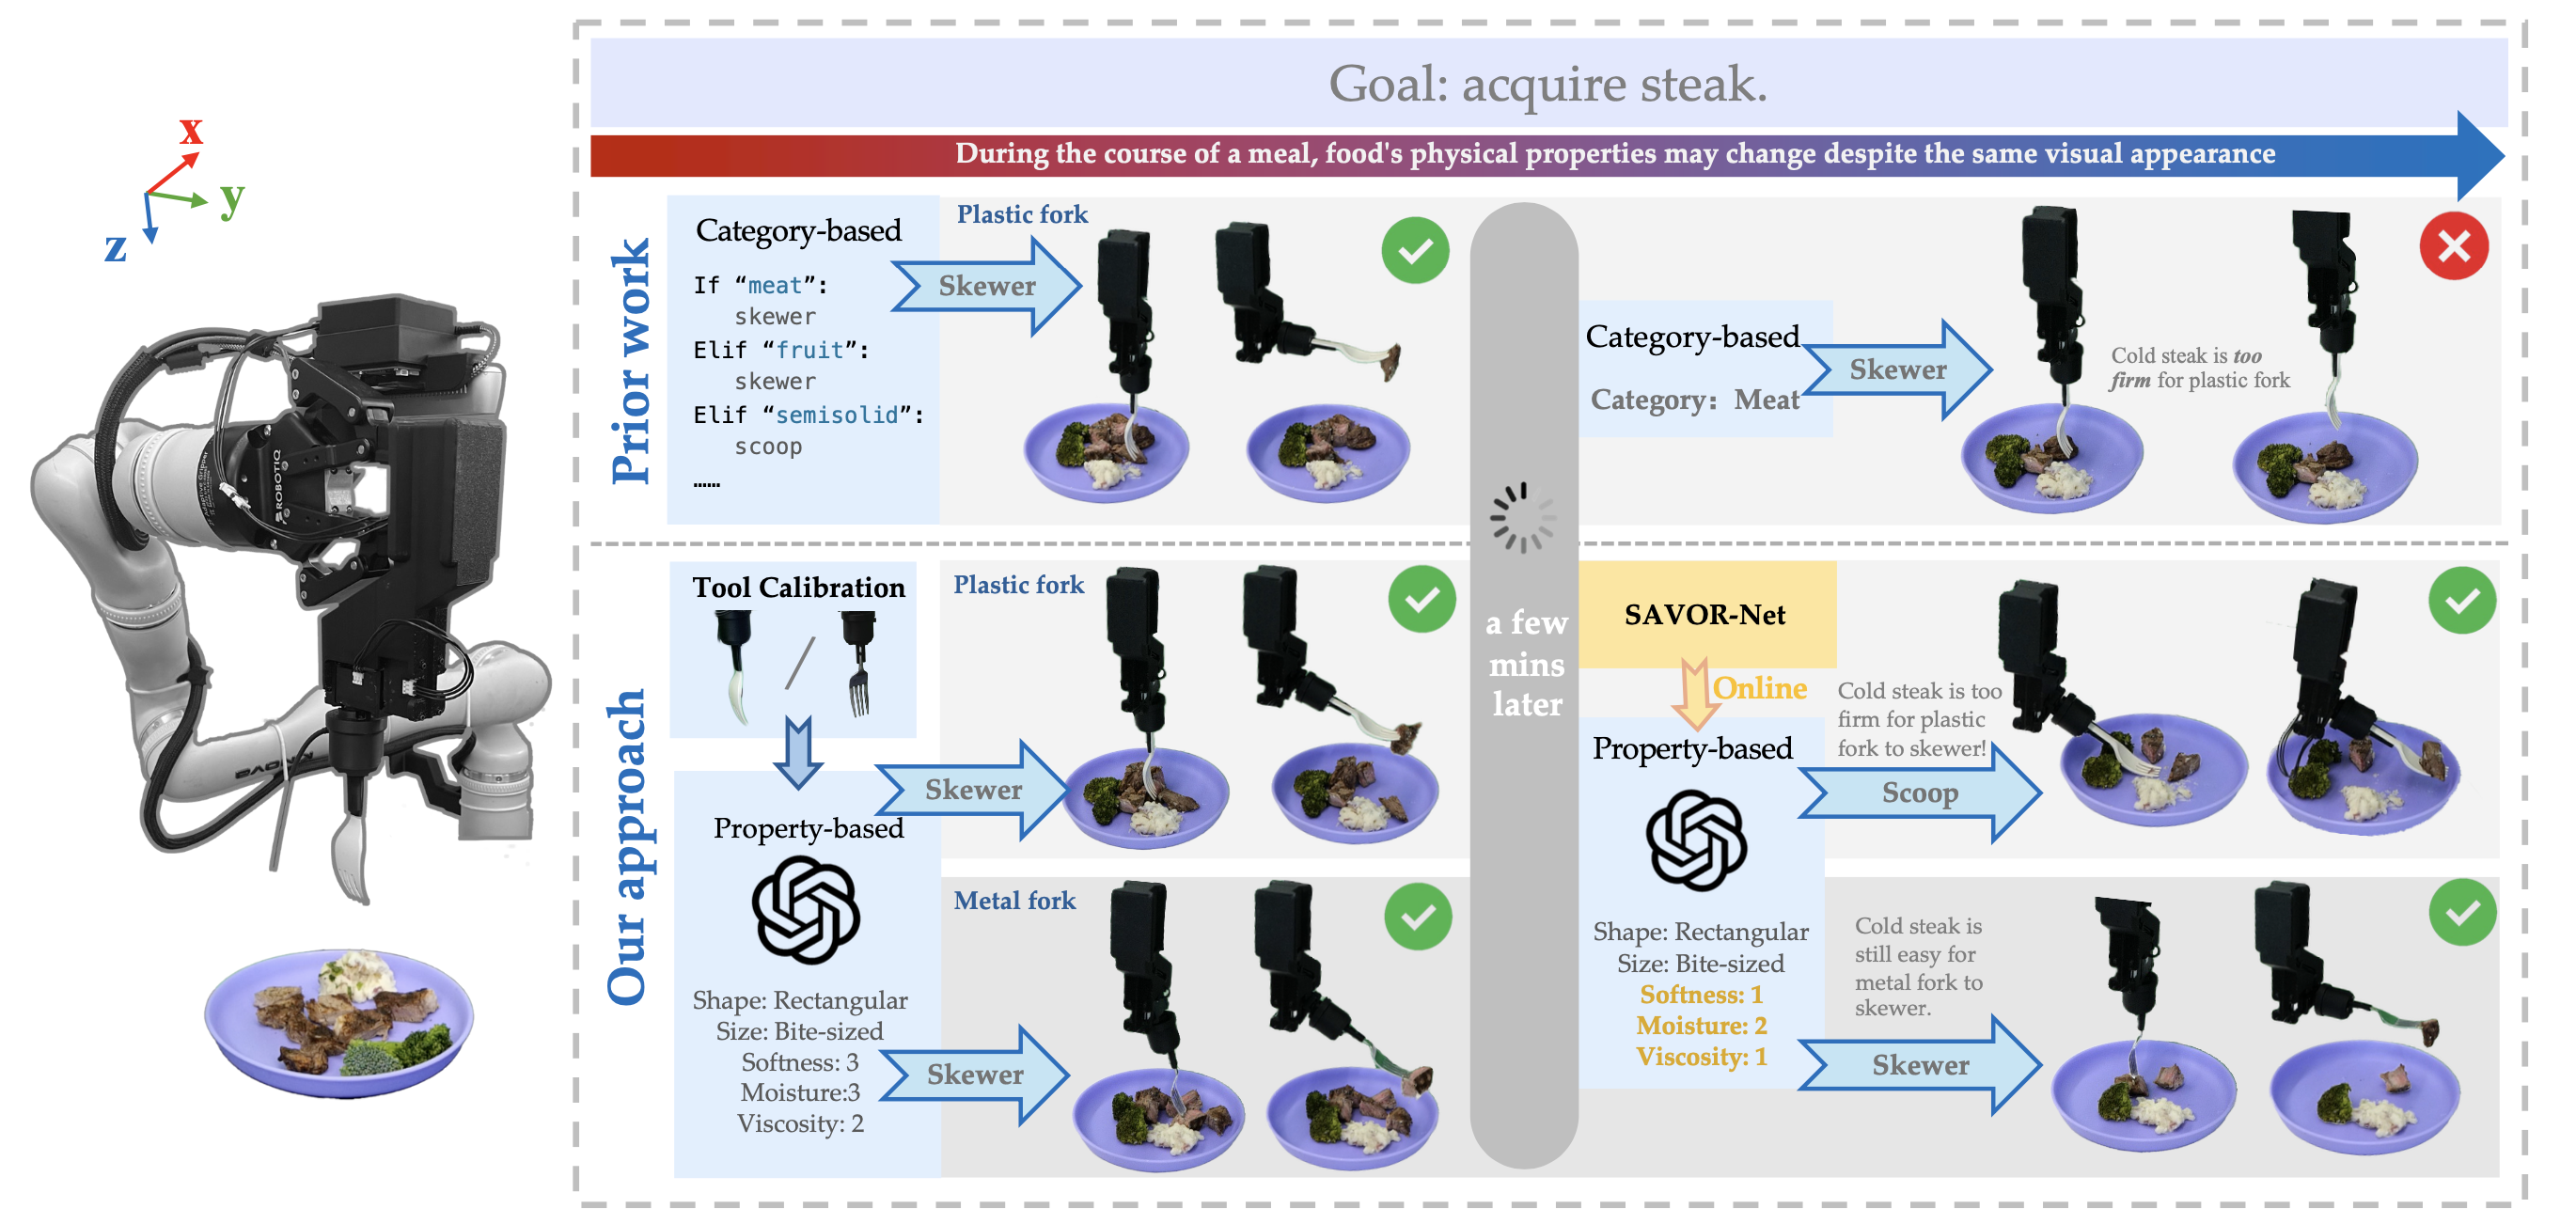 Goal: acquire steak.
During the course of a meal, food's physical properties may change despite the same visual appearance
x
y
z
ROBOTIQ
Adaptive Gripper
KINOVA
Prior work
Category-based
If “meat”:
skewer
Elif “fruit”:
skewer
Elif “semisolid”:
scoop
......
Plastic fork
Skewer
Category-based
Category: Meat
Skewer
Cold steak is too
firm for plastic fork
a few
mins
later
Our approach
Tool Calibration
Property-based
Shape: Rectangular
Size: Bite-sized
Softness: 3
Moisture:3
Viscosity: 2
Plastic fork
Skewer
Metal fork
Skewer
SAVOR-Net
Online
Property-based
Shape: Rectangular
Size: Bite-sized
Softness: 1
Moisture: 2
Viscosity: 1
Cold steak is too
firm for plastic
fork to skewer!
Scoop
Cold steak is
still easy for
metal fork to
skewer.
Skewer